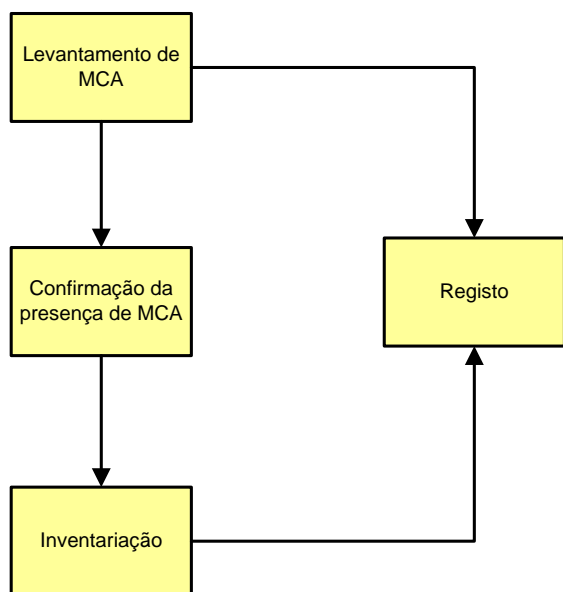 Levantamento de
MCA
Confirmação da
presença de MCA
Registo
Inventariação